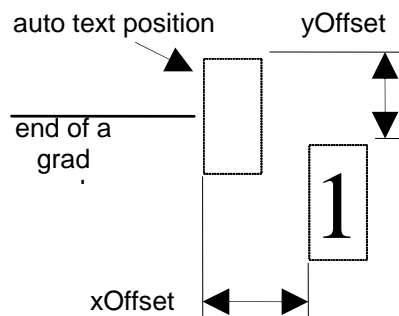 auto text position
yOffset
end of a
grad
1
xOffset